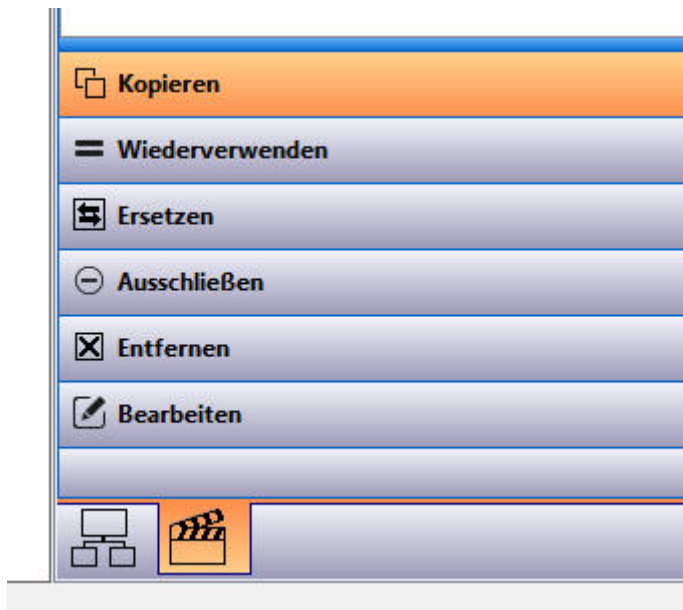 Kopieren
Wiederverwenden
Ersetzen
Ausschließen
Entfernen
Bearbeiten